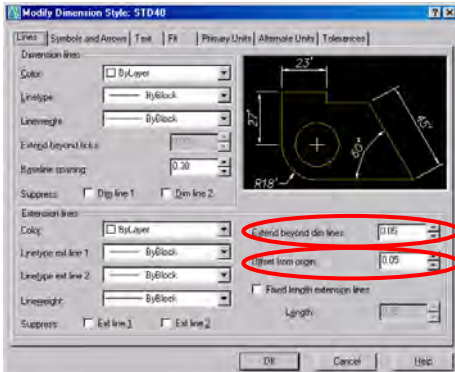 Modify Dimension Style: STD40
Lines Symbols and Arrows Text Fit Primary Units Alternate Units Tolerances
Dimension lines
Color: ByLayer
Linetype: ByBlock
Lineweight: ByBlock
Extend beyond ticks:
Baseline spacing: 0.38
Suppress: Dim line 1 Dim line 2
23'
27'
45'
60°
R18'
Extension lines
Color: ByLayer
Linetype ext line 1 ByBlock
Linetype ext line 2 ByBlock
Lineweight: ByBlock
Suppress: Ext line 1 Ext line 2
Extend beyond dim lines: 0.05
Offset from origin: 0.05
Fixed length extension lines
Length:
OK Cancel Help